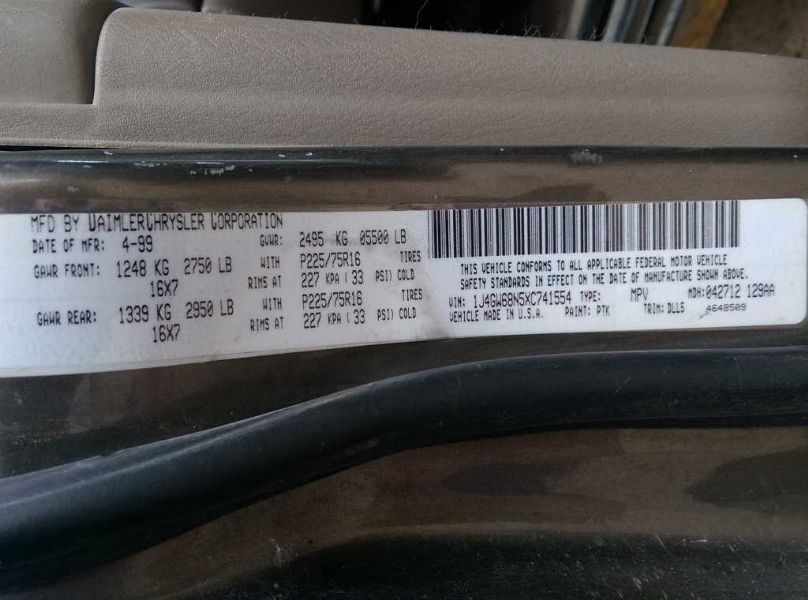 MFD BY DAIMLERCHRYSLER CORPORATION
DATE OF MFR: 4-99 GVWR: 2495 KG 05500 LB
GAWR FRONT: 1248 KG 2750 LB WITH P225/75R16 TIRES
16X7 RIMS AT 227 KPA ( 33 PSI) COLD
GAWR REAR: 1339 KG 2950 LB WITH P225/75R16 TIRES
16X7 RIMS AT 227 KPA ( 33 PSI) COLD
THIS VEHICLE CONFORMS TO ALL APPLICABLE FEDERAL MOTOR VEHICLE
SAFETY STANDARDS IN EFFECT ON THE DATE OF MANUFACTURE SHOWN ABOVE.
VIN: 1J4GW68N5XC741554 TYPE: MPV MDH:042712 129AA
VEHICLE MADE IN U.S.A. PAINT: PTK TRIM: DLL5 4648509